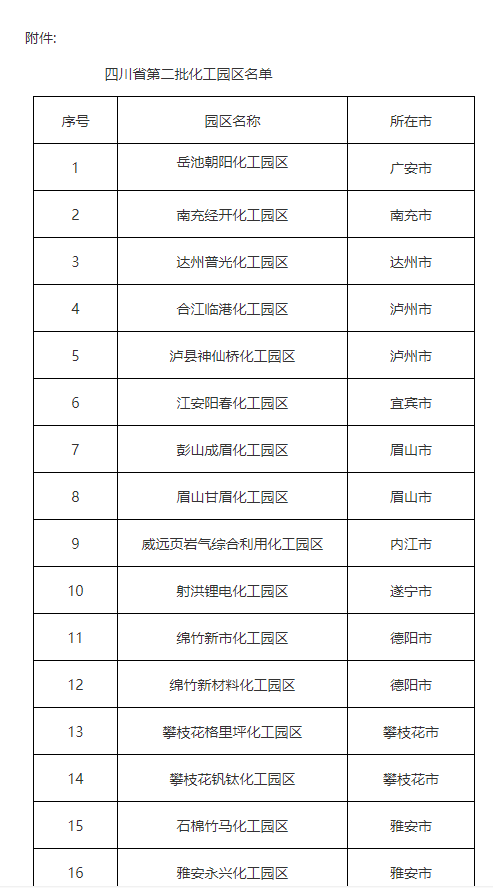 附件:
四川省第二批化工园区名单
序号 园区名称 所在市
1 岳池朝阳化工园区 广安市
2 南充经开化工园区 南充市
3 达州普光化工园区 达州市
4 合江临港化工园区 泸州市
5 泸县神仙桥化工园区 泸州市
6 江安阳春化工园区 宜宾市
7 彭山成眉化工园区 眉山市
8 眉山甘眉化工园区 眉山市
9 威远页岩气综合利用化工园区 内江市
10 射洪锂电化工园区 遂宁市
11 绵竹新市化工园区 德阳市
12 绵竹新材料化工园区 德阳市
13 攀枝花格里坪化工园区 攀枝花市
14 攀枝花钒钛化工园区 攀枝花市
15 石棉竹马化工园区 雅安市
16 雅安永兴化工园区 雅安市